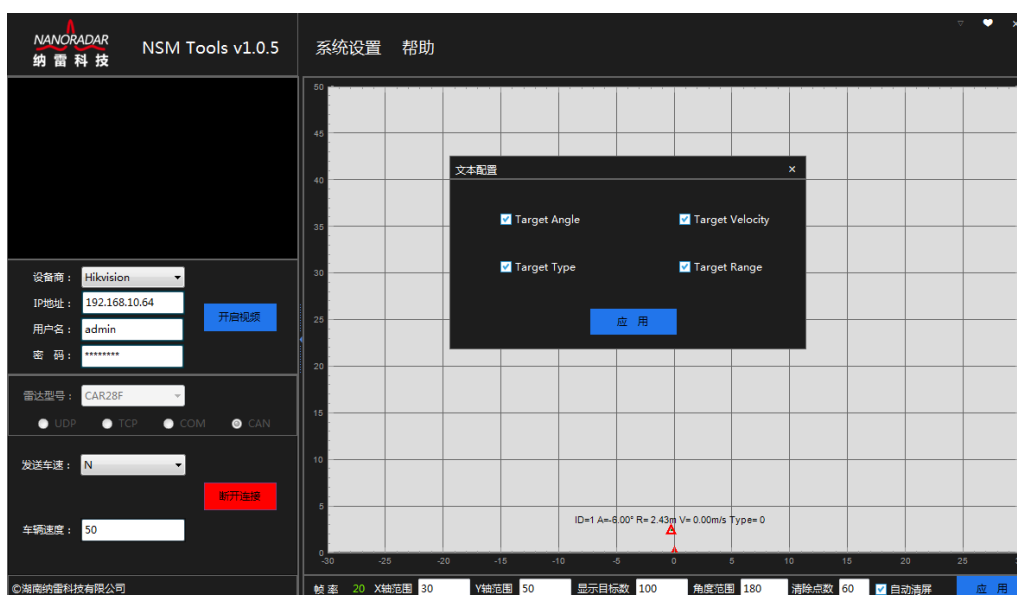 NANORADAR
纳雷科技
NSM Tools v1.0.5
系统设置 帮助
设备商： Hikvision
IP地址： 192.168.10.64
用户名： admin
密 码： ********
开启视频
雷达型号： CAR28F
UDP TCP COM CAN
发送车速： N
断开连接
车辆速度： 50
©湖南纳雷科技有限公司
50
45
40
35
30
25
20
15
10
5
0
-30 -25 -20 -15 -10 -5 0 5 10 15 20 25
文本配置 ×
Target Angle Target Velocity
Target Type Target Range
应 用
ID=1 A=-6.00° R= 2.43m V= 0.00m/s Type= 0
帧 率 20 X轴范围 30 Y轴范围 50 显示目标数 100 角度范围 180 清除点数 60 自动清屏 应 用